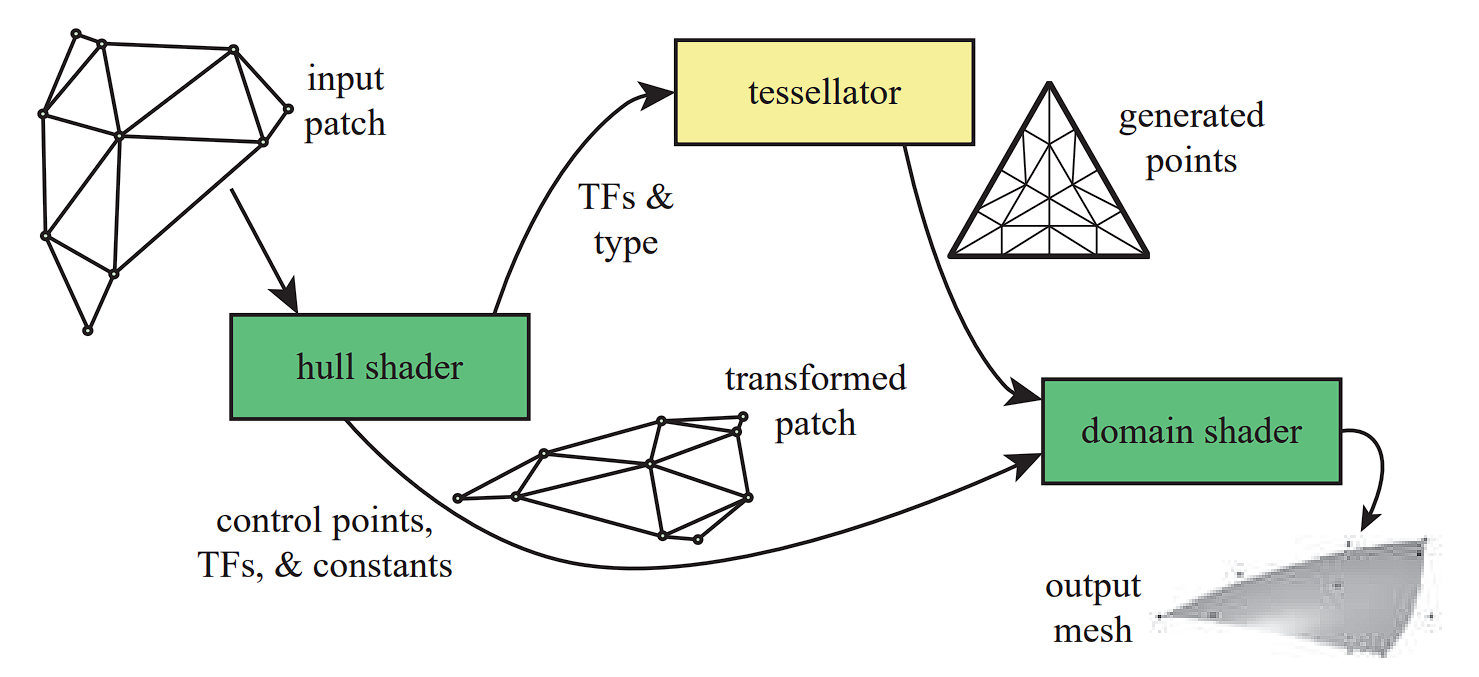 input
patch
tessellator
generated
points
TFs &
type
hull shader
transformed
patch
domain shader
control points,
TFs, & constants
output
mesh